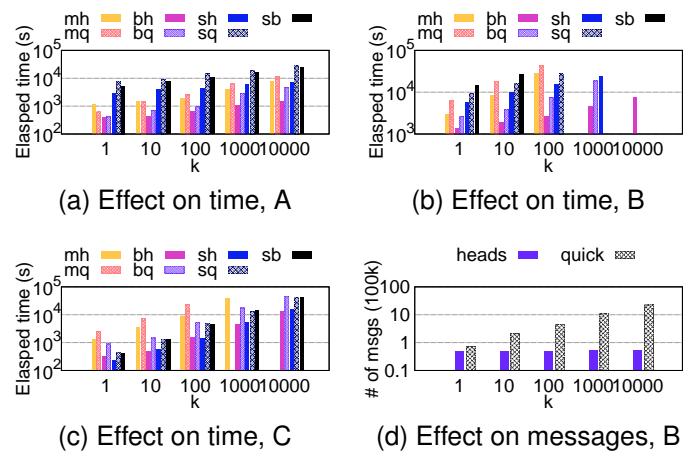 mh bh sh sb
mq bq sq
Elasped time (s)
10^5
10^4
10^3
10^2
1 10 100 1000 10000
k
(a) Effect on time, A
mh bh sh sb
mq bq sq
Elasped time (s)
10^5
10^4
10^3
1 10 100 1000 10000
k
(b) Effect on time, B
mh bh sh sb
mq bq sq
Elasped time (s)
10^5
10^4
10^3
10^2
1 10 100 1000 10000
k
(c) Effect on time, C
heads quick
# of msgs (100k)
100
10
1
0.1
1 10 100 1000 10000
k
(d) Effect on messages, B